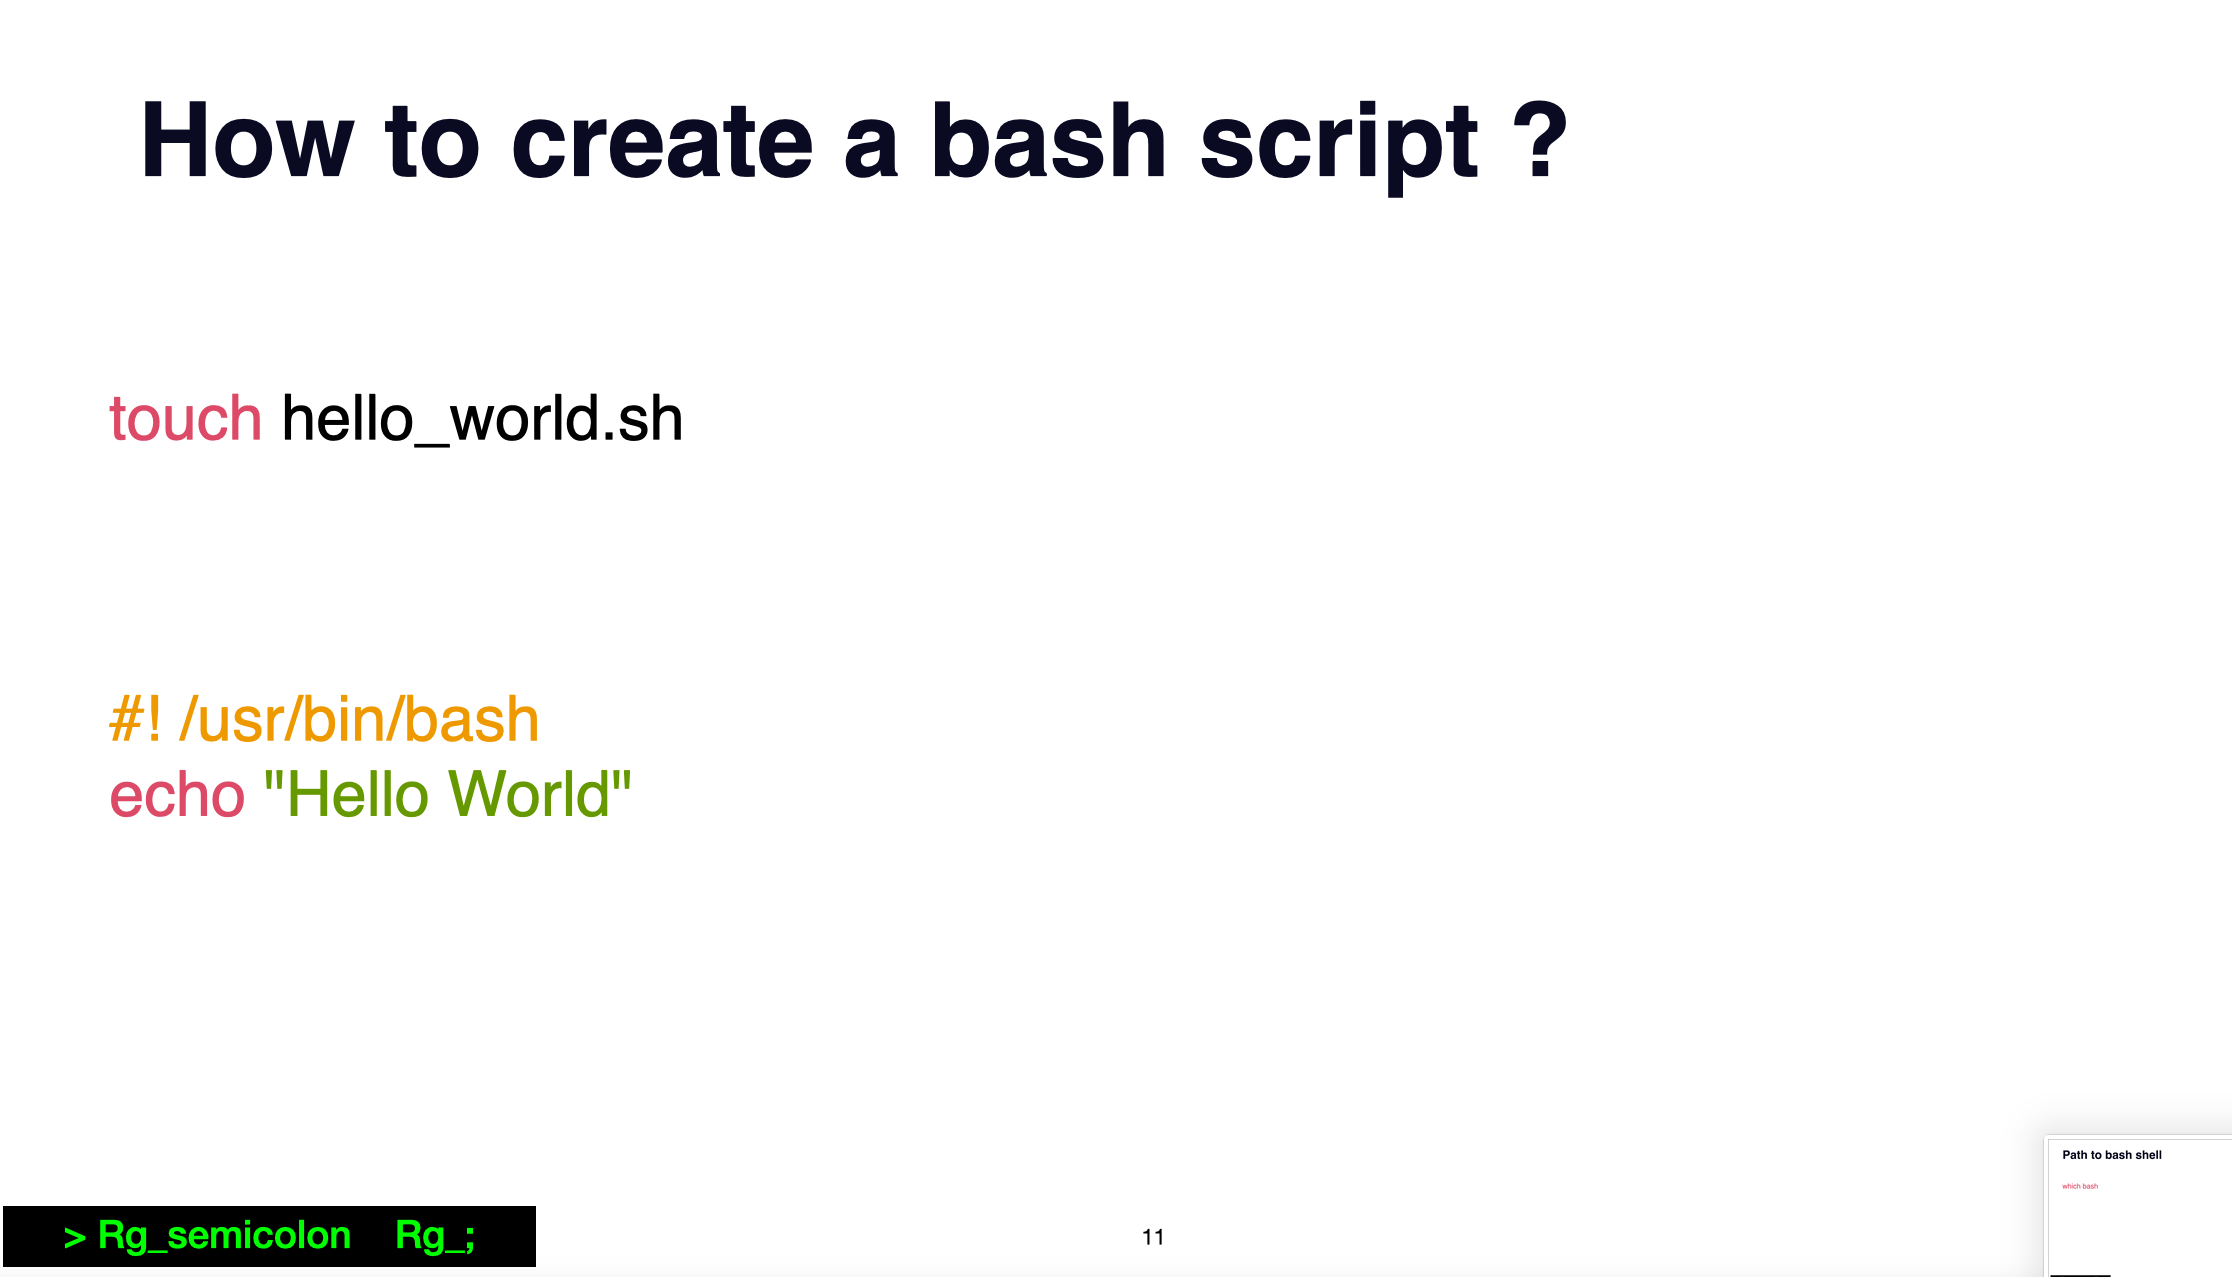 How to create a bash script ?
touch hello_world.sh
#! /usr/bin/bash
echo "Hello World"
> Rg_semicolon Rg_;
11
Path to bash shell
which bash